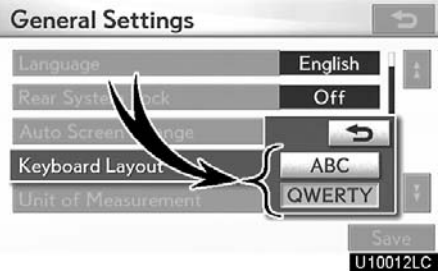 General Settings
Language English
Rear System Lock Off
Auto Screen Change
Keyboard Layout ABC
QWERTY
Unit of Measurement
Save
U10012LC